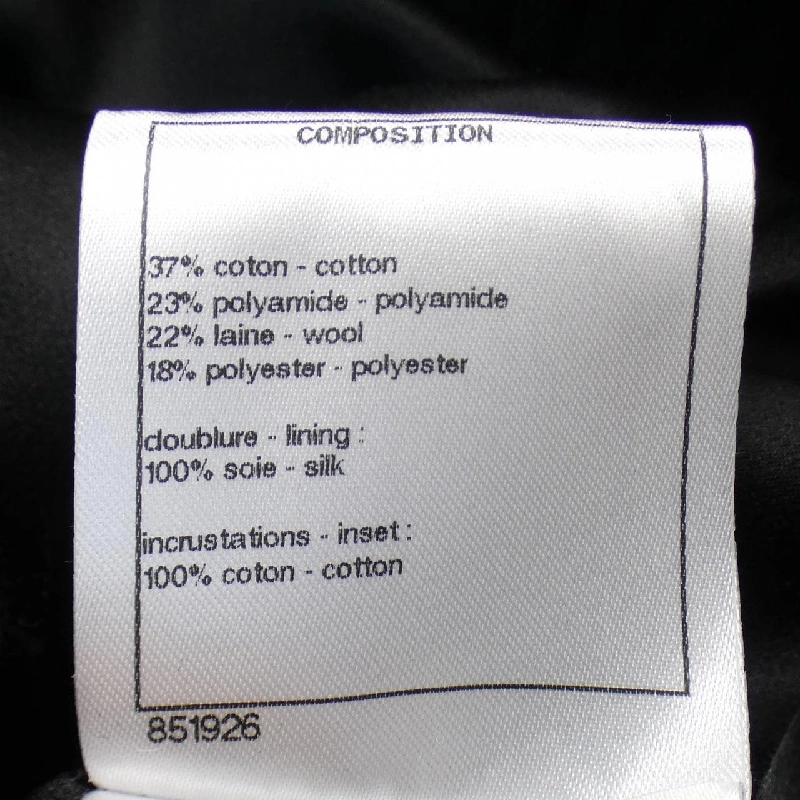 COMPOSITION
37% coton - cotton
23% polyamide - polyamide
22% laine - wool
18% polyester - polyester
doublure - lining :
100% soie - silk
incrustations - inset :
100% coton - cotton
851926